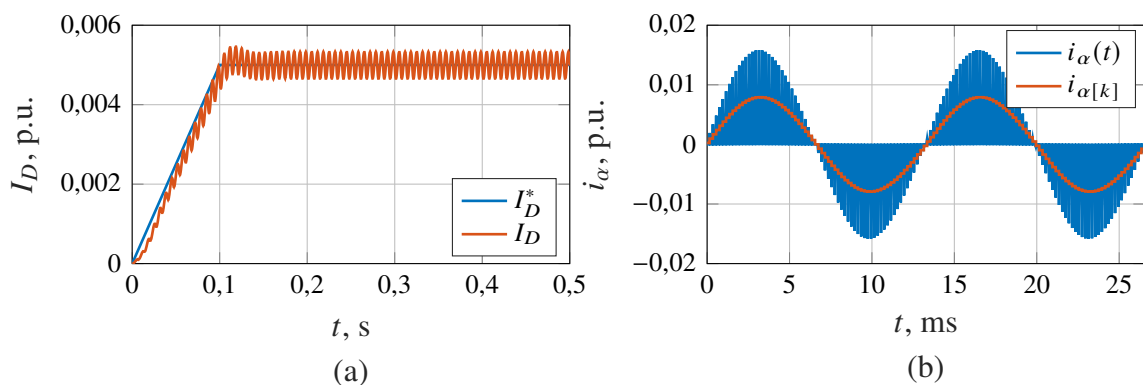 0,006
0,004
0,002
0
I_D, p.u.
0 0,1 0,2 0,3 0,4 0,5
t, s
I_D^*
I_D
(a)
0,02
0,01
0
−0,01
−0,02
i_α, p.u.
0 5 10 15 20 25
t, ms
i_α(t)
i_α[k]
(b)